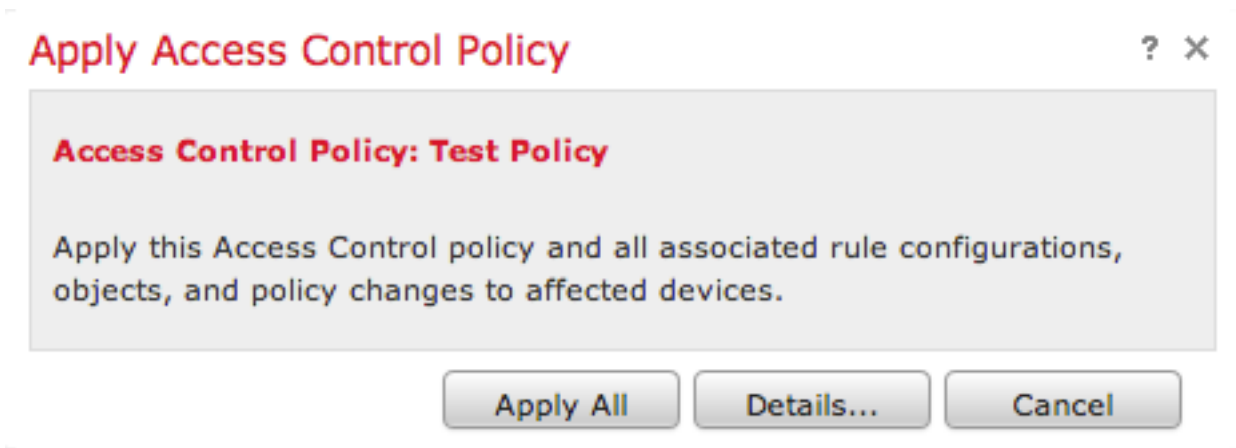 Apply Access Control Policy ? ×
Access Control Policy: Test Policy
Apply this Access Control policy and all associated rule configurations,
objects, and policy changes to affected devices.
Apply All Details... Cancel